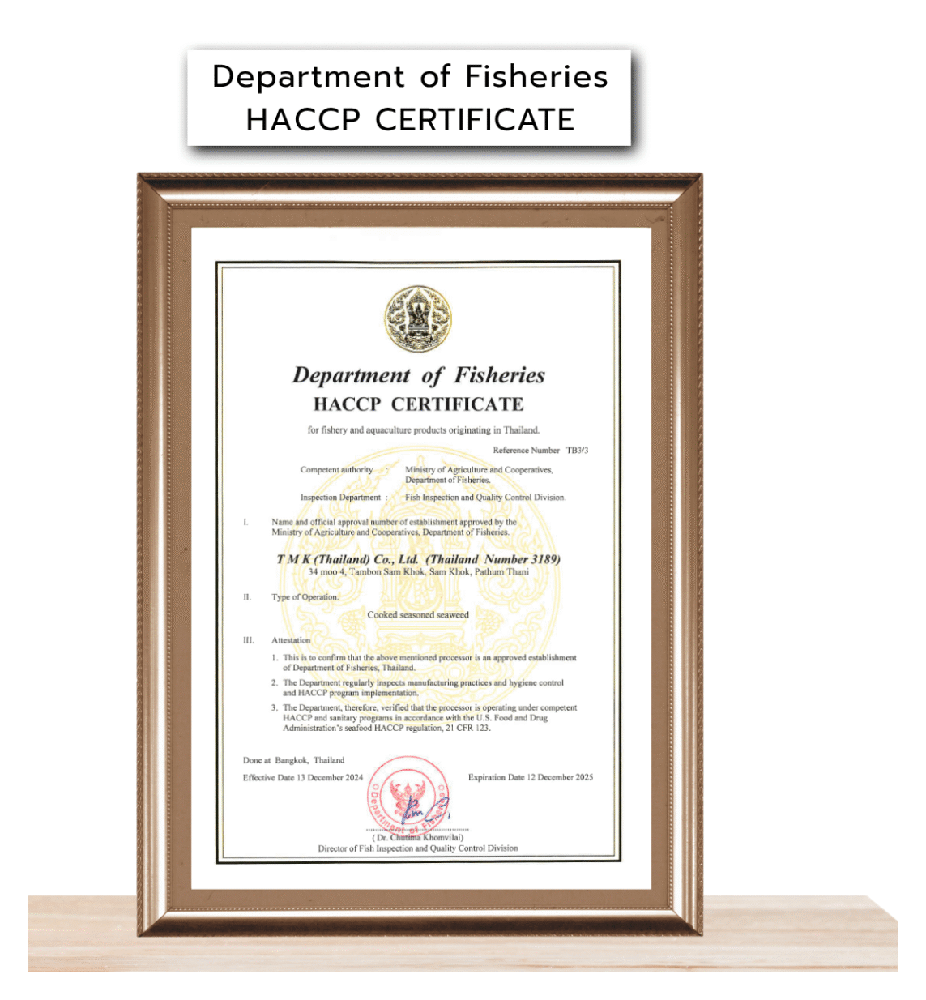 Department of Fisheries
HACCP CERTIFICATE
Department of Fisheries
HACCP CERTIFICATE
for fishery and aquaculture products originating in Thailand.
Reference Number TB3/3
Competent authority : Ministry of Agriculture and Cooperatives,
Department of Fisheries.
Inspection Department : Fish Inspection and Quality Control Division.
I. Name and official approval number of establishment approved by the
Ministry of Agriculture and Cooperatives, Department of Fisheries.
T M K (Thailand) Co., Ltd. (Thailand Number 3189)
34 moo 4, Tambon Sam Khok, Sam Khok, Pathum Thani
II. Type of Operation.
Cooked seasoned seaweed
III. Attestation
1. This is to confirm that the above mentioned processor is an approved establishment
of Department of Fisheries, Thailand.
2. The Department regularly inspects manufacturing practices and hygiene control
and HACCP program implementation.
3. The Department, therefore, verified that the processor is operating under competent
HACCP and sanitary programs in accordance with the U.S. Food and Drug
Administration's seafood HACCP regulation, 21 CFR 123.
Done at Bangkok, Thailand
Effective Date 13 December 2024
Expiration Date 12 December 2025
Department of Fisheries
( Dr. Chutima Khomvilai)
Director of Fish Inspection and Quality Control Division